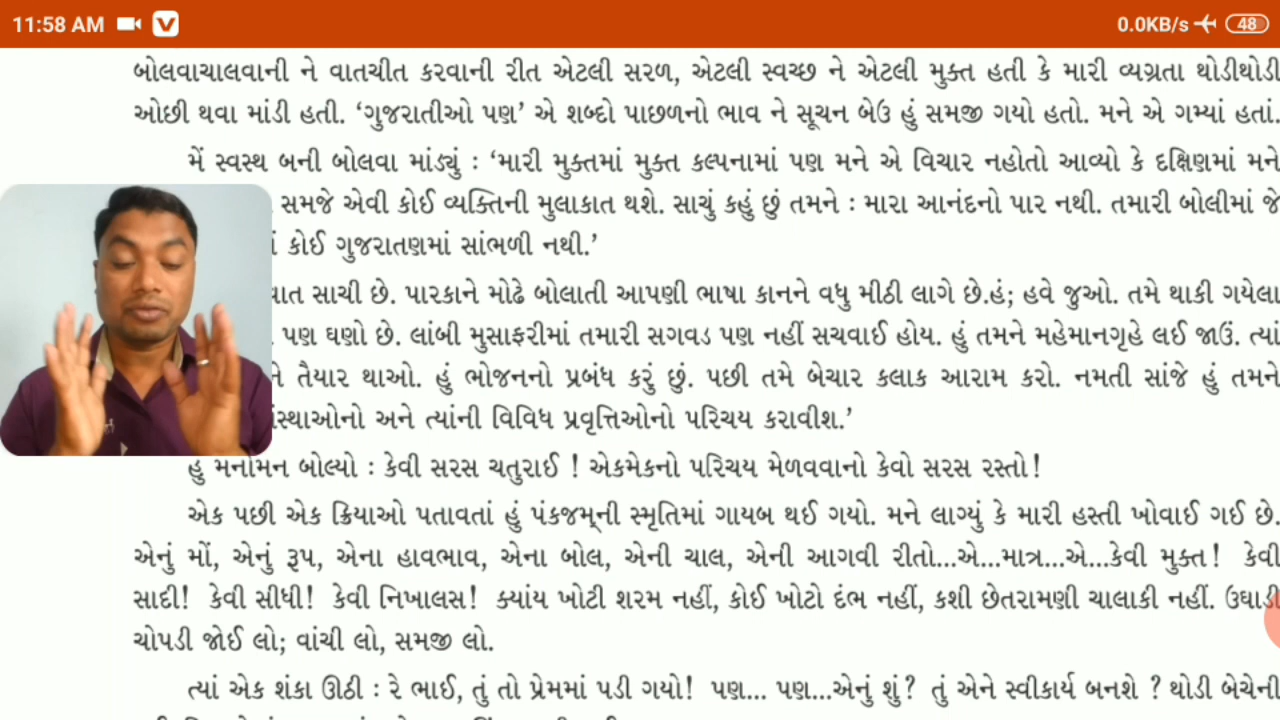 11:58 AM
0.0KB/s
48
બોલવાચાલવાની ને વાતચીત કરવાની રીત એટલી સરળ, એટલી સ્વચ્છ ને એટલી મુક્ત હતી કે મારી વ્યગ્રતા થોડીથોડી
ઓછી થવા માંડી હતી. ‘ગુજરાતીઓ પણ’ એ શબ્દો પાછળનો ભાવ ને સૂચન બેઉ હું સમજી ગયો હતો. મને એ ગમ્યાં હતાં.
મેં સ્વસ્થ બની બોલવા માંડ્યું : ‘મારી મુક્તમાં મુક્ત કલ્પનામાં પણ મને એ વિચાર નહોતો આવ્યો કે દક્ષિણમાં મને
સમજે એવી કોઈ વ્યક્તિની મુલાકાત થશે. સાચું કહું છું તમને : મારા આનંદનો પાર નથી. તમારી બોલીમાં જે
કોઈ ગુજરાતણમાં સાંભળી નથી.’
વાત સાચી છે. પારકાને મોઢે બોલાતી આપણી ભાષા કાનને વધુ મીઠી લાગે છે.હં; હવે જુઓ. તમે થાકી ગયેલા
પણ ઘણો છે. લાંબી મુસાફરીમાં તમારી સગવડ પણ નહીં સચવાઈ હોય. હું તમને મહેમાનગૃહે લઈ જાઉં. ત્યાં
તૈયાર થાઓ. હું ભોજનનો પ્રબંધ કરું છું. પછી તમે બેચાર કલાક આરામ કરો. નમતી સાંજે હું તમને
સંસ્થાઓનો અને ત્યાંની વિવિધ પ્રવૃત્તિઓનો પરિચય કરાવીશ.’
હું મનોમન બોલ્યો : કેવી સરસ ચતુરાઈ ! એકમેકનો પરિચય મેળવવાનો કેવો સરસ રસ્તો!
એક પછી એક ક્રિયાઓ પતાવતાં હું પંકજમ્‌ની સ્મૃતિમાં ગાયબ થઈ ગયો. મને લાગ્યું કે મારી હસ્તી ખોવાઈ ગઈ છે.
એનું મોં, એનું રૂપ, એના હાવભાવ, એના બોલ, એની ચાલ, એની આગવી રીતો...એ...માત્ર...એ...કેવી મુક્ત! કેવી
સાદી! કેવી સીધી! કેવી નિખાલસ! ક્યાંય ખોટી શરમ નહીં, કોઈ ખોટો દંભ નહીં, કશી છેતરામણી ચાલાકી નહીં. ઉઘાડી
ચોપડી જોઈ લો; વાંચી લો, સમજી લો.
ત્યાં એક શંકા ઊઠી : રે ભાઈ, તું તો પ્રેમમાં પડી ગયો! પણ... પણ...એનું શું? તું એને સ્વીકાર્ય બનશે ? થોડી બેચેની